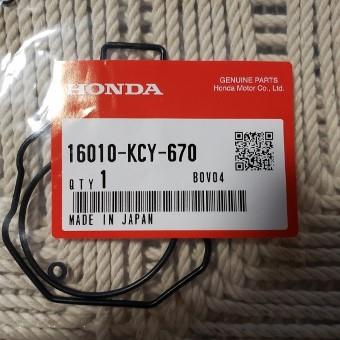 HONDA
GENUINE PARTS
Honda Motor Co., Ltd.
16010-KCY-670
QTY 1
B0V04
MADE IN JAPAN